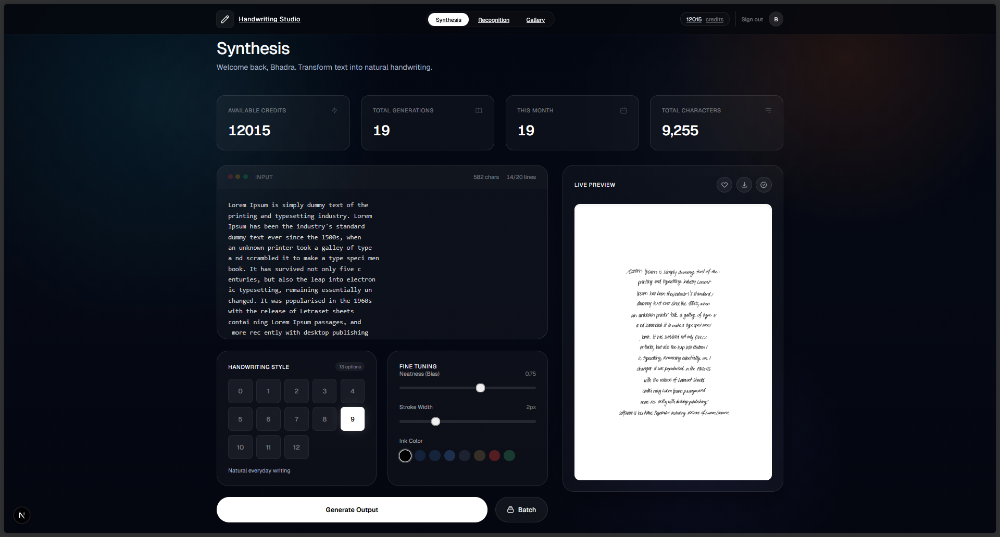 Handwriting Studio
Synthesis
Recognition
Gallery
12015 credits
Sign out
B
Synthesis
Welcome back, Bhadra. Transform text into natural handwriting.
AVAILABLE CREDITS
12015
TOTAL GENERATIONS
19
THIS MONTH
19
TOTAL CHARACTERS
9,255
INPUT
582 chars
14/20 lines
Lorem Ipsum is simply dummy text of the
printing and typesetting industry. Lorem
Ipsum has been the industry's standard
dummy text ever since the 1500s, when
an unknown printer took a galley of type
a nd scrambled it to make a type speci men
book. It has survived not only five c
enturies, but also the leap into electron
ic typesetting, remaining essentially un
changed. It was popularised in the 1960s
with the release of Letraset sheets
contai ning Lorem Ipsum passages, and
more rec ently with desktop publishing
HANDWRITING STYLE
13 options
0 1 2 3 4
5 6 7 8 9
10 11 12
Natural everyday writing
FINE TUNING
Neatness (Bias) 0.75
Stroke Width 2px
Ink Color
Generate Output
Batch
N
LIVE PREVIEW
Ipsum is simply dummy text of the
printing and typesetting industry. Lorem
Ipsum has been the standard
dummy text ever since the 1500s, when
an unknown printer took a galley of type
a nd scrambled it to make a type speci men
It has survived not only five c
enturies, but also the leap into electron
ic typesetting, remaining essentially un
changed. It was popularised in the
with the release of Letraset sheets
ning Lorem Ipsum
rec ently with desktop publishing
software li including versions of Lorem